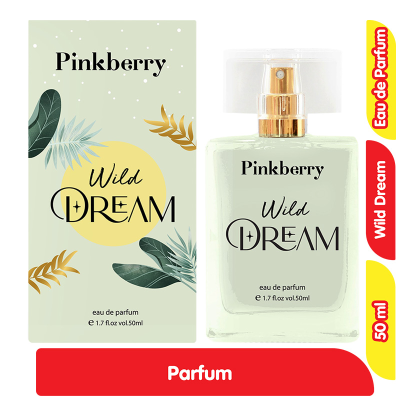 Pinkberry
Wild
DREAM
eau de parfum
℮ 1.7 fl.oz vol.50ml
Pinkberry
Wild
DREAM
eau de parfum
℮ 1.7 fl.oz vol.50ml
Eau de Parfum
Wild Dream
50 ml
Parfum